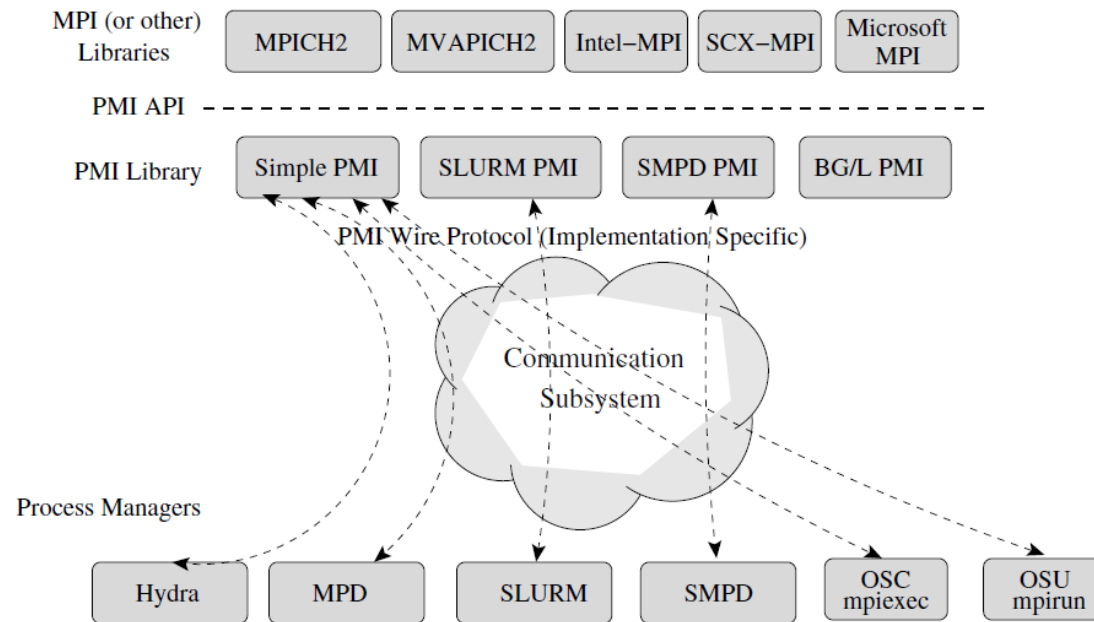 MPI (or other)
Libraries
MPICH2
MVAPICH2
Intel−MPI
SCX−MPI
Microsoft
MPI
PMI API
PMI Library
Simple PMI
SLURM PMI
SMPD PMI
BG/L PMI
PMI Wire Protocol (Implementation Specific)
Communication
Subsystem
Process Managers
Hydra
MPD
SLURM
SMPD
OSC
mpiexec
OSU
mpirun